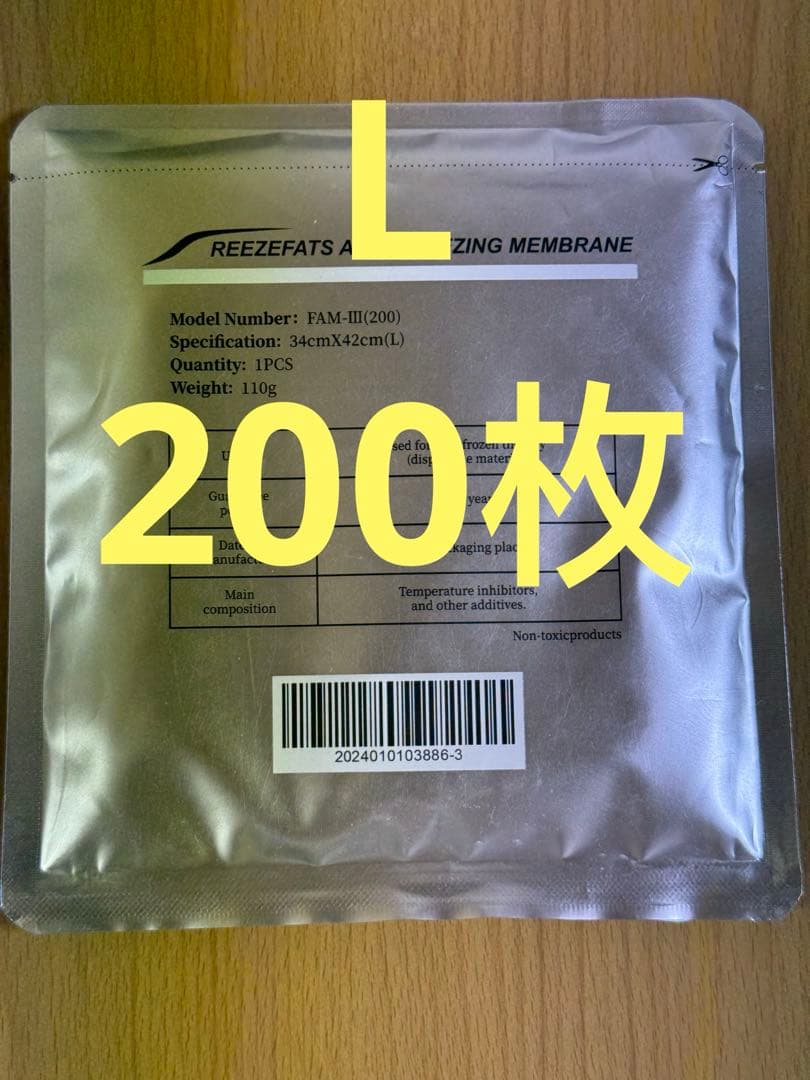 L
REEZEFATS
ZING MEMBRANE
Model Number: FAM-III(200)
Specification: 34cmX42cm(L)
Quantity: 1PCS
Weight: 110g
200枚
frozen
Main
composition
Temperature inhibitors,
and other additives.
Non-toxicproducts
2024010103886-3